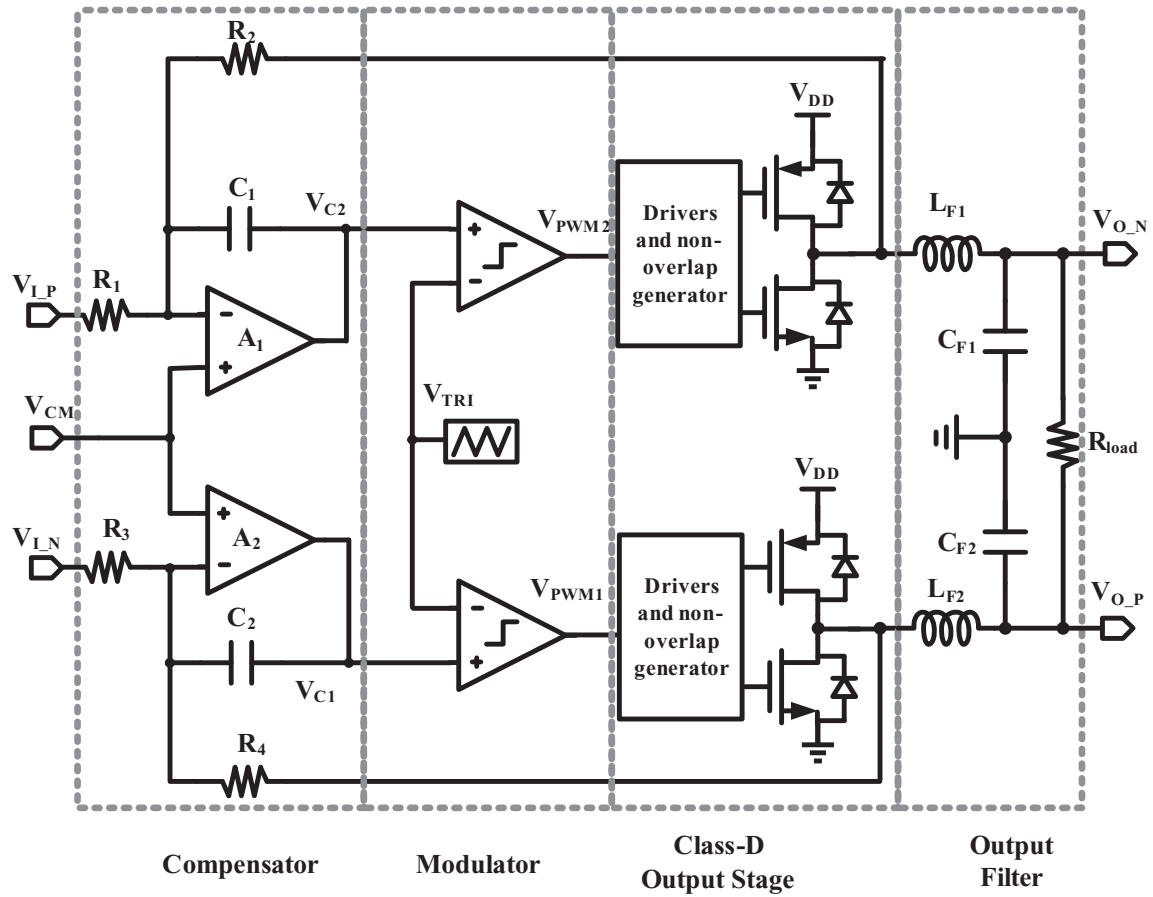 R2
VDD
C1
VC2
VPWM2
Drivers
and non-
overlap
generator
LF1
VO_N
VI_P
R1
A1
CF1
VCM
VTRI
Rload
VDD
VI_N
R3
A2
CF2
VPWM1
Drivers
and non-
overlap
generator
LF2
VO_P
C2
VC1
R4
Compensator
Modulator
Class-D
Output Stage
Output
Filter